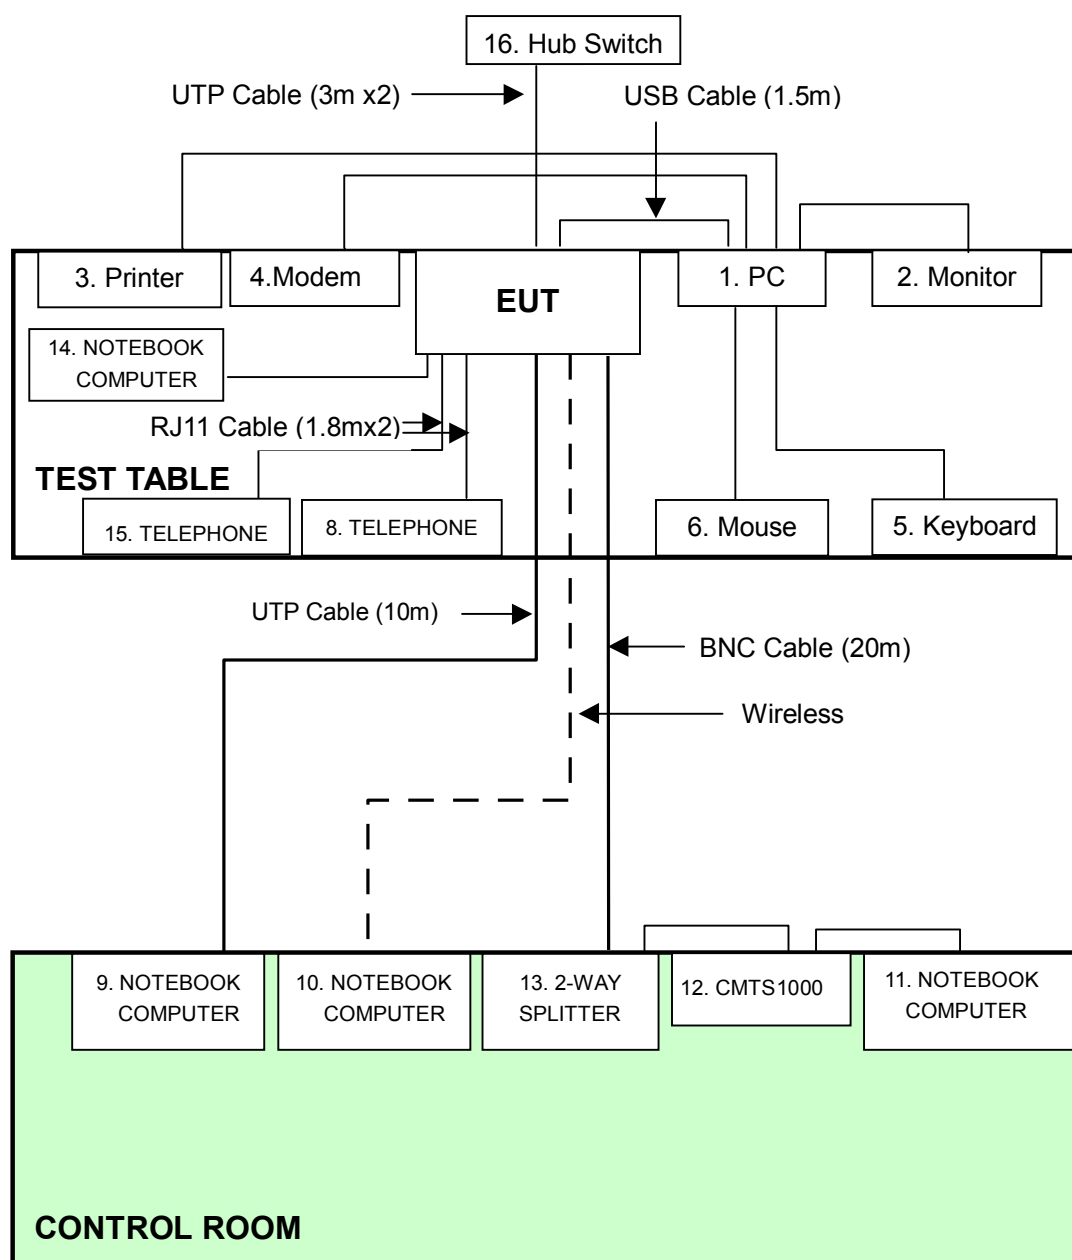 16. Hub Switch
UTP Cable (3m x2)
USB Cable (1.5m)
3. Printer
4.Modem
EUT
1. PC
2. Monitor
14. NOTEBOOK
COMPUTER
RJ11 Cable (1.8mx2)
TEST TABLE
15. TELEPHONE
8. TELEPHONE
6. Mouse
5. Keyboard
UTP Cable (10m)
BNC Cable (20m)
Wireless
9. NOTEBOOK
COMPUTER
10. NOTEBOOK
COMPUTER
13. 2-WAY
SPLITTER
12. CMTS1000
11. NOTEBOOK
COMPUTER
CONTROL ROOM